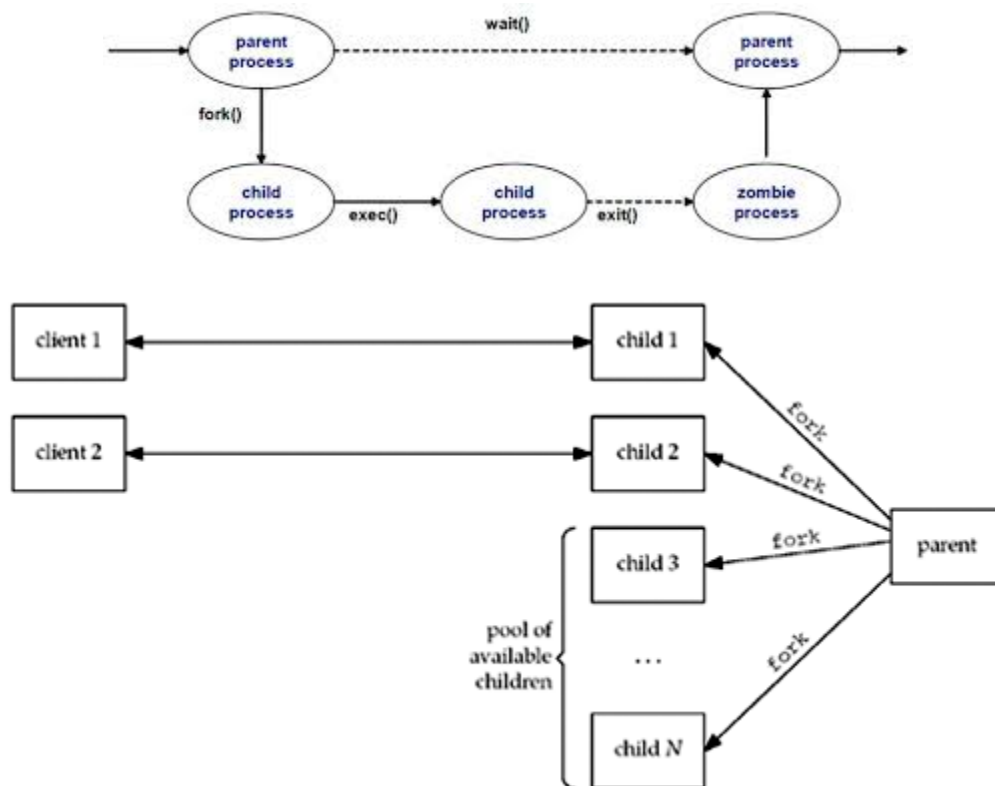 wait()
parent
process
parent
process
fork()
child
process
exec()
child
process
exit()
zombie
process
client 1
child 1
fork
client 2
child 2
fork
parent
child 3
fork
pool of
available
children
...
fork
child N